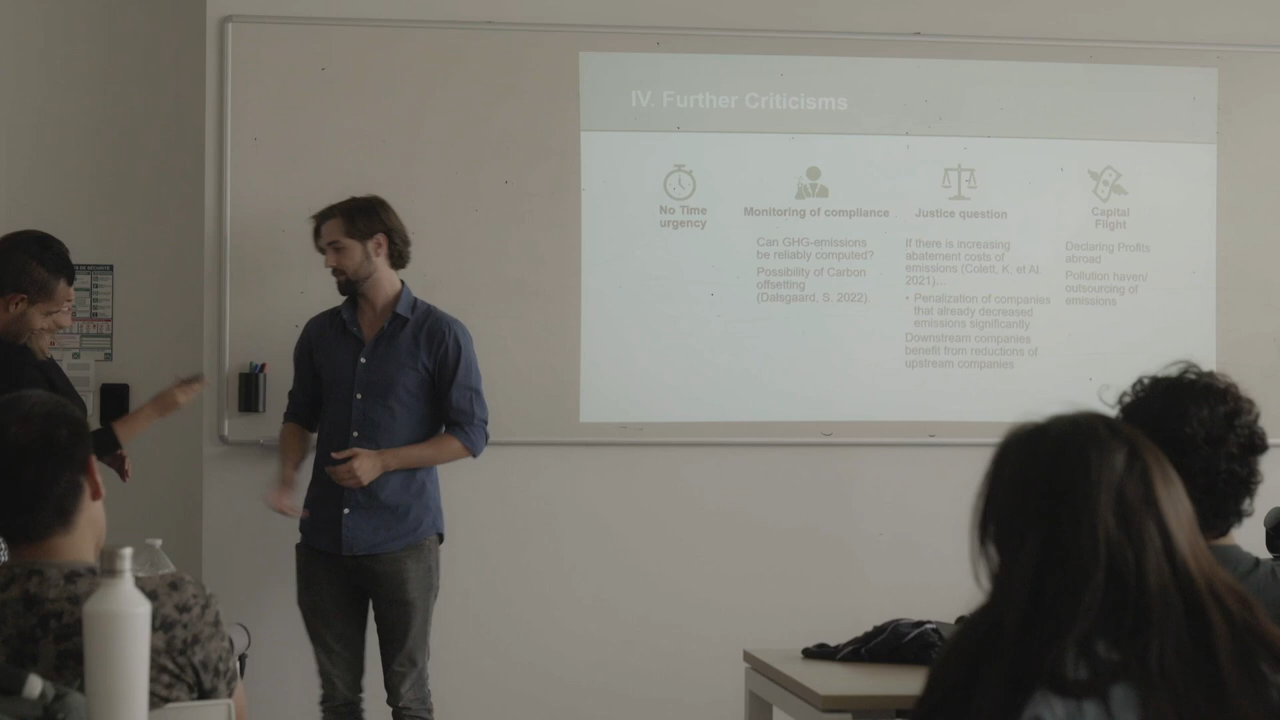 IV. Further Criticisms
No Time
urgency
Monitoring of compliance
Can GHG-emissions
be reliably computed?
Possibility of Carbon
offsetting
(Dalsgaard, S. 2022).
Justice question
If there is increasing
abatement costs of
emissions (Colett, K; et Al.
2021)...
• Penalization of companies
that already decreased
emissions significantly
Downstream companies
benefit from reductions of
upstream companies
Capital
Flight
Declaring Profits
abroad
Pollution haven/
outsourcing of
emissions